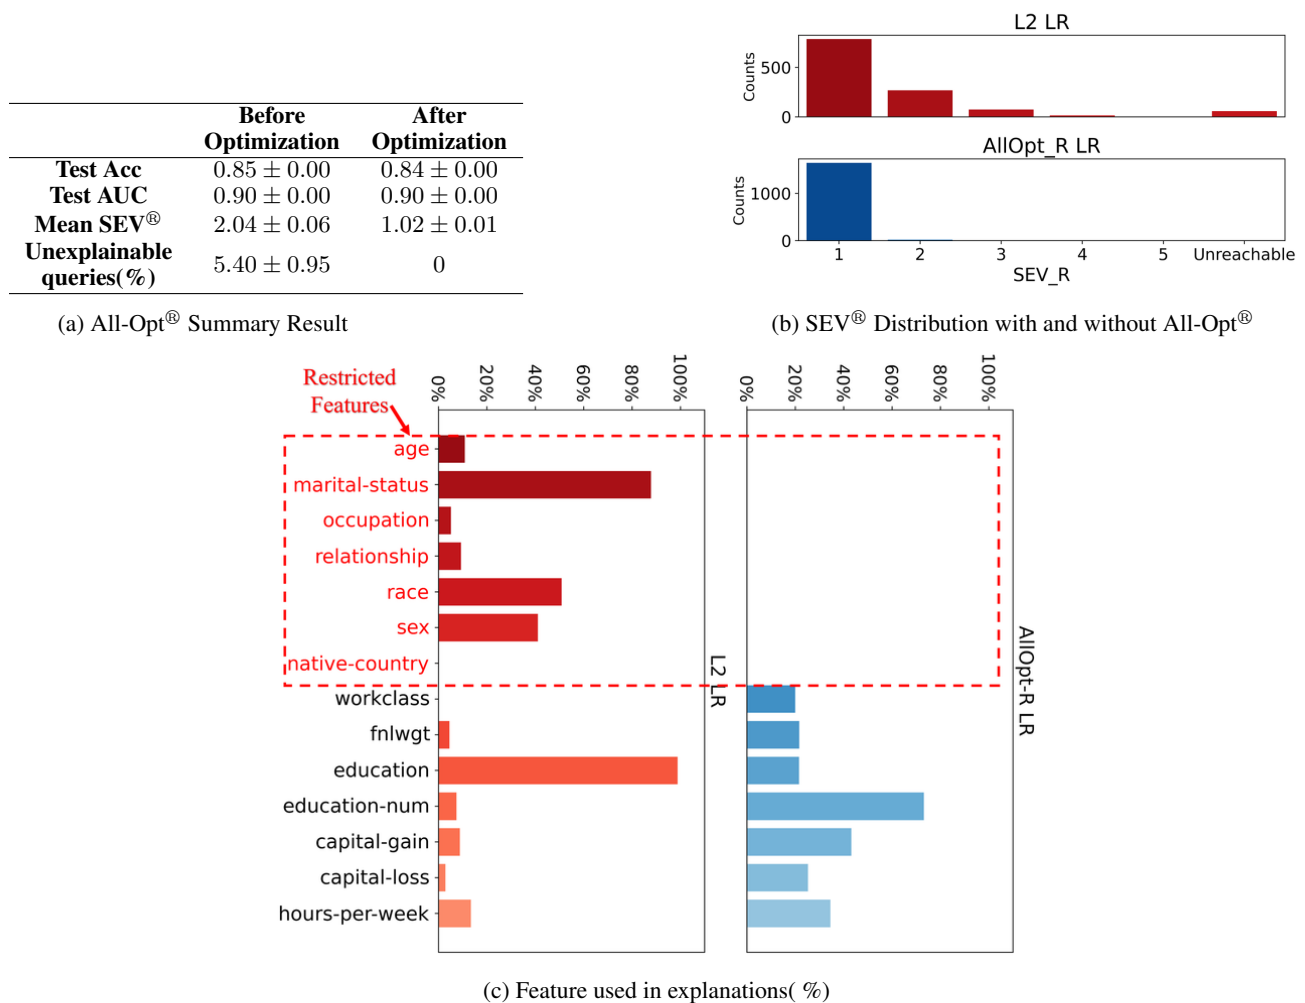 Before
Optimization
After
Optimization
Test Acc 0.85 ± 0.00 0.84 ± 0.00
Test AUC 0.90 ± 0.00 0.90 ± 0.00
Mean SEV® 2.04 ± 0.06 1.02 ± 0.01
Unexplainable
queries(%)
5.40 ± 0.95 0
(a) All-Opt® Summary Result
L2 LR
Counts
500
0
AllOpt_R LR
Counts
1000
0
1 2 3 4 5 Unreachable
SEV_R
(b) SEV® Distribution with and without All-Opt®
Restricted
Features
0% 20% 40% 60% 80% 100%
0% 20% 40% 60% 80% 100%
age
marital-status
occupation
relationship
race
sex
native-country
workclass
fnlwgt
education
education-num
capital-gain
capital-loss
hours-per-week
L2 LR
AllOpt-R LR
(c) Feature used in explanations( %)